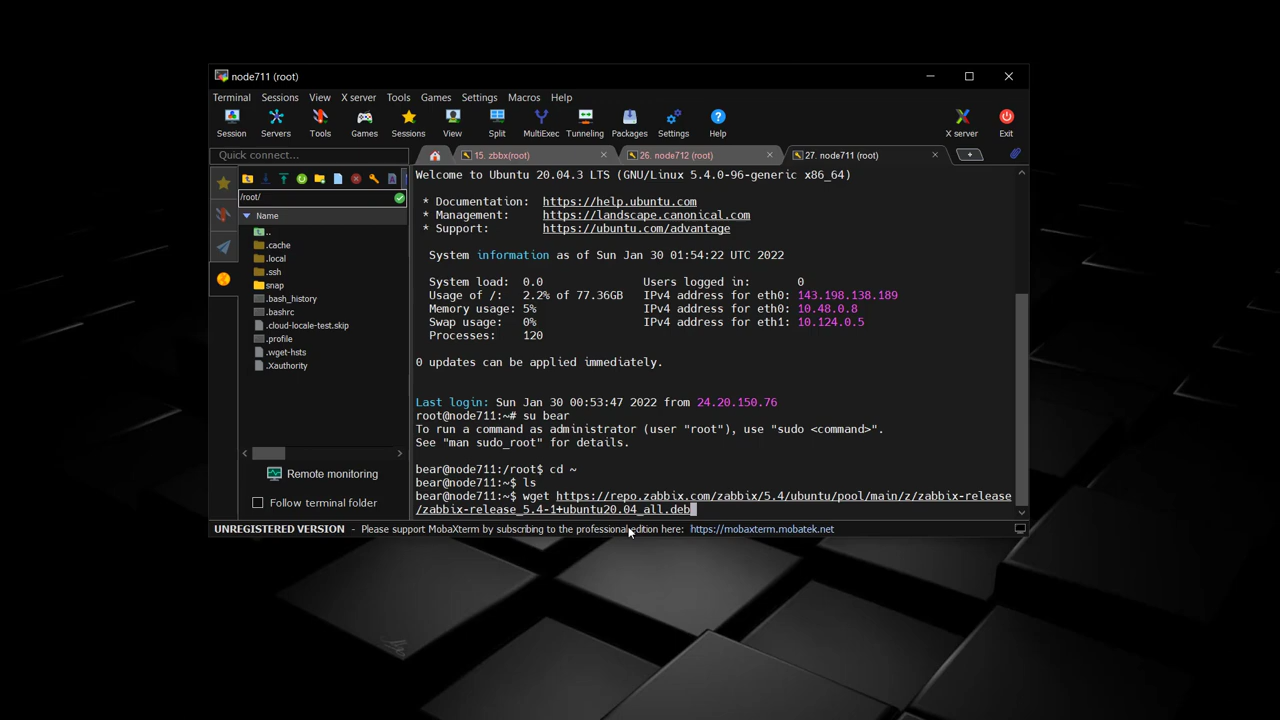 node711 (root)
Terminal Sessions View X server Tools Games Settings Macros Help
Session Servers Tools Games Sessions View Split MultiExec Tunneling Packages Settings Help X server Exit
Quick connect...
15. zbbx(root)
26. node712 (root)
27. node711 (root)
/root/
Name
..
.cache
.local
.ssh
snap
.bash_history
.bashrc
.cloud-locale-test.skip
.profile
.wget-hsts
.Xauthority
Remote monitoring
Follow terminal folder
Welcome to Ubuntu 20.04.3 LTS (GNU/Linux 5.4.0-96-generic x86_64)
* Documentation: https://help.ubuntu.com
* Management: https://landscape.canonical.com
* Support: https://ubuntu.com/advantage
System information as of Sun Jan 30 01:54:22 UTC 2022
System load: 0.0 Users logged in: 0
Usage of /: 2.2% of 77.36GB IPv4 address for eth0: 143.198.138.189
Memory usage: 5% IPv4 address for eth0: 10.48.0.8
Swap usage: 0% IPv4 address for eth1: 10.124.0.5
Processes: 120
0 updates can be applied immediately.
Last login: Sun Jan 30 00:53:47 2022 from 24.20.150.76
root@node711:~# su bear
To run a command as administrator (user "root"), use "sudo <command>".
See "man sudo_root" for details.
bear@node711:/root$ cd ~
bear@node711:~$ ls
bear@node711:~$ wget https://repo.zabbix.com/zabbix/5.4/ubuntu/pool/main/z/zabbix-release
/zabbix-release_5.4-1+ubuntu20.04_all.deb
UNREGISTERED VERSION - Please support MobaXterm by subscribing to the professional edition here: https://mobaxterm.mobatek.net